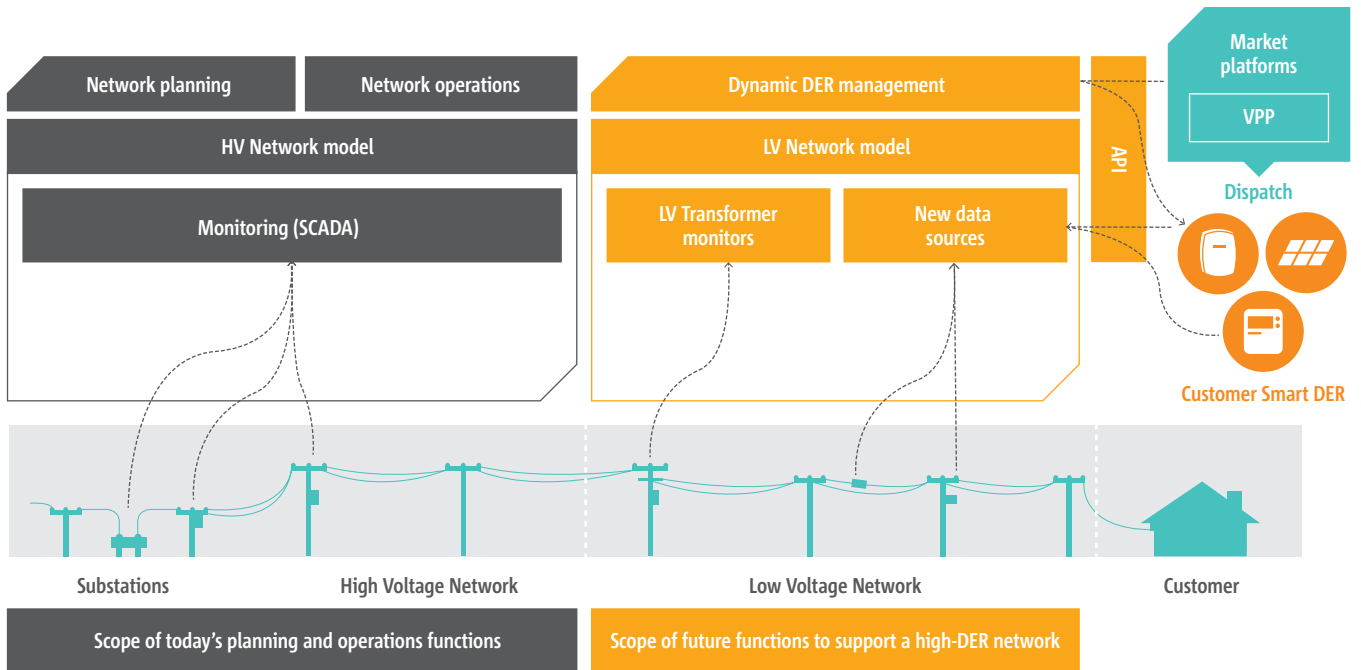 Network planning
Network operations
Dynamic DER management
Market
platforms
VPP
HV Network model
LV Network model
API
Monitoring (SCADA)
LV Transformer
monitors
New data
sources
Dispatch
Customer Smart DER
Substations
High Voltage Network
Low Voltage Network
Customer
Scope of today's planning and operations functions
Scope of future functions to support a high-DER network